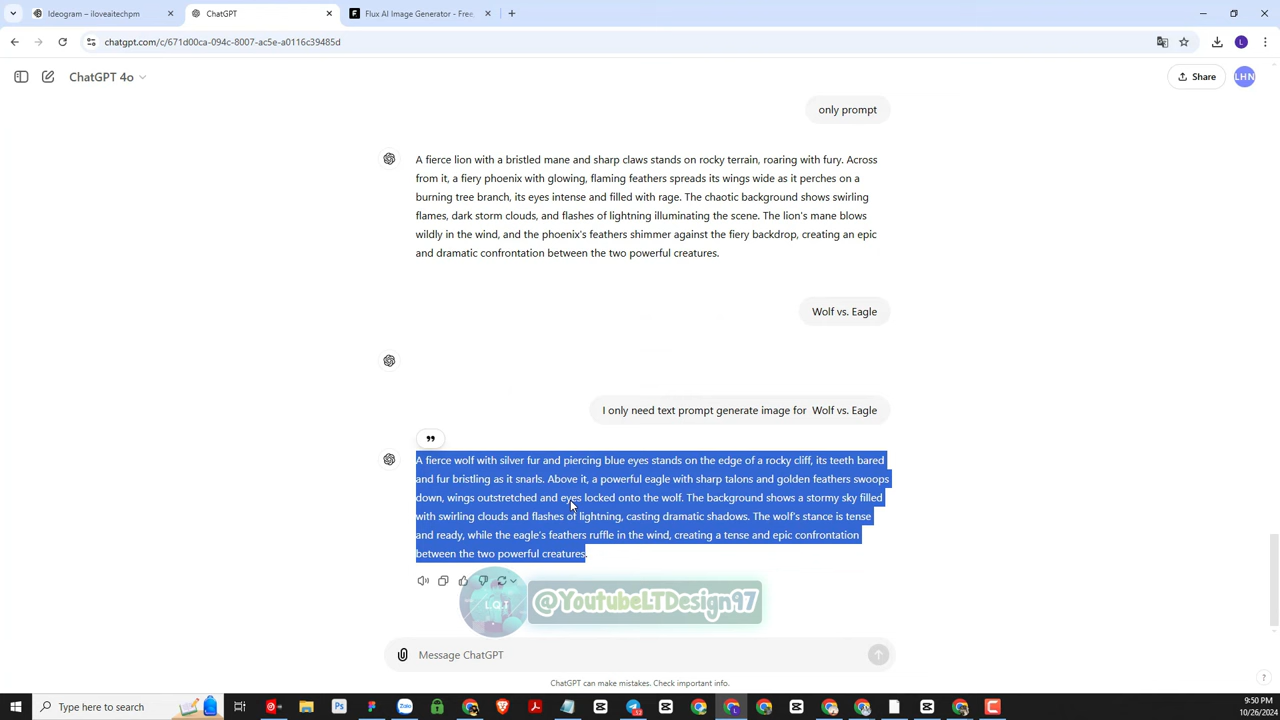 Ideogram – iloveaitechpm
ChatGPT
Flux AI Image Generator - Free
chatgpt.com/c/671d00ca-094c-8007-ac5e-a0116c39485d
ChatGPT 4o
Share
LHN
only prompt
A fierce lion with a bristled mane and sharp claws stands on rocky terrain, roaring with fury. Across
from it, a fiery phoenix with glowing, flaming feathers spreads its wings wide as it perches on a
burning tree branch, its eyes intense and filled with rage. The chaotic background shows swirling
flames, dark storm clouds, and flashes of lightning illuminating the scene. The lion's mane blows
wildly in the wind, and the phoenix's feathers shimmer against the fiery backdrop, creating an epic
and dramatic confrontation between the two powerful creatures.
Wolf vs. Eagle
I only need text prompt generate image for Wolf vs. Eagle
A fierce wolf with silver fur and piercing blue eyes stands on the edge of a rocky cliff, its teeth bared
and fur bristling as it snarls. Above it, a powerful eagle with sharp talons and golden feathers swoops
down, wings outstretched and eyes locked onto the wolf. The background shows a stormy sky filled
with swirling clouds and flashes of lightning, casting dramatic shadows. The wolf's stance is tense
and ready, while the eagle's feathers ruffle in the wind, creating a tense and epic confrontation
between the two powerful creatures.
@YoutubeLTDesign97
Message ChatGPT
ChatGPT can make mistakes. Check important info.
?
Type here to search
Ps
Zalo
9:50 PM
10/26/2024